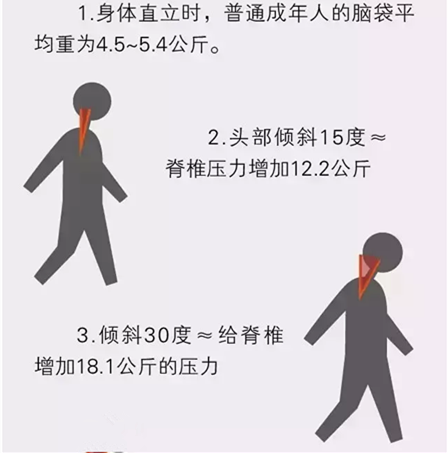 1.身体直立时，普通成年人的脑袋平
均重为4.5~5.4公斤。
2.头部倾斜15度≈
脊椎压力增加12.2公斤
3.倾斜30度≈给脊椎
增加18.1公斤的压力